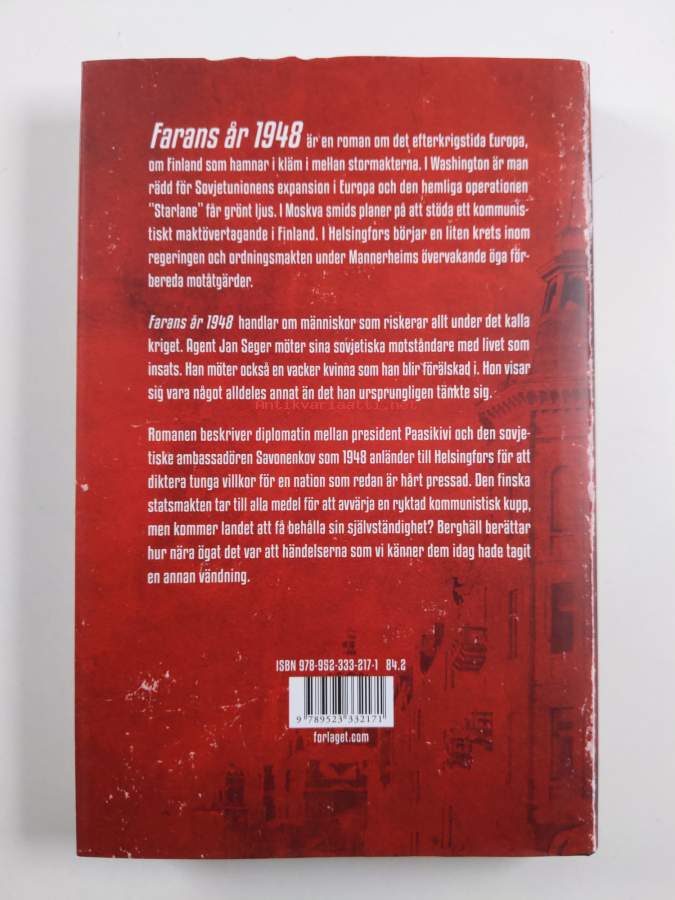 Farans år 1948 är en roman om det efterkrigstida Europa,
om Finland som hamnar i kläm i mellan stormakterna. I Washington är man
rädd för Sovjetunionens expansion i Europa och den hemliga operationen
"Starlane" får grönt ljus. I Moskva smids planer på att stöda ett kommunis-
tiskt maktövertagande i Finland. I Helsingfors börjar en liten krets inom
regeringen och ordningsmakten under Mannerheims övervakande öga för-
bereda motåtgärder.
Farans år 1948 handlar om människor som riskerar allt under det kalla
kriget. Agent Jan Seger möter sina sovjetiska motståndare med livet som
insats. Han möter också en vacker kvinna som han blir förälskad i. Hon visar
sig vara något alldeles annat än det han ursprungligen tänkte sig.
Antikvariaatti.net
Romanen beskriver diplomatin mellan president Paasikivi och den sovje-
tiske ambassadören Savonenkov som 1948 anländer till Helsingfors för att
diktera tunga villkor för en nation som redan är hårt pressad. Den finska
statsmakten tar till alla medel för att avvärja en ryktad kommunistisk kupp,
men kommer landet att få behålla sin självständighet? Berghäll berättar
hur nära ögat det var att händelserna som vi känner dem idag hade tagit
en annan vändning.
ISBN 978-952-333-217-1 84.2
9 789523 332171
forlaget.com